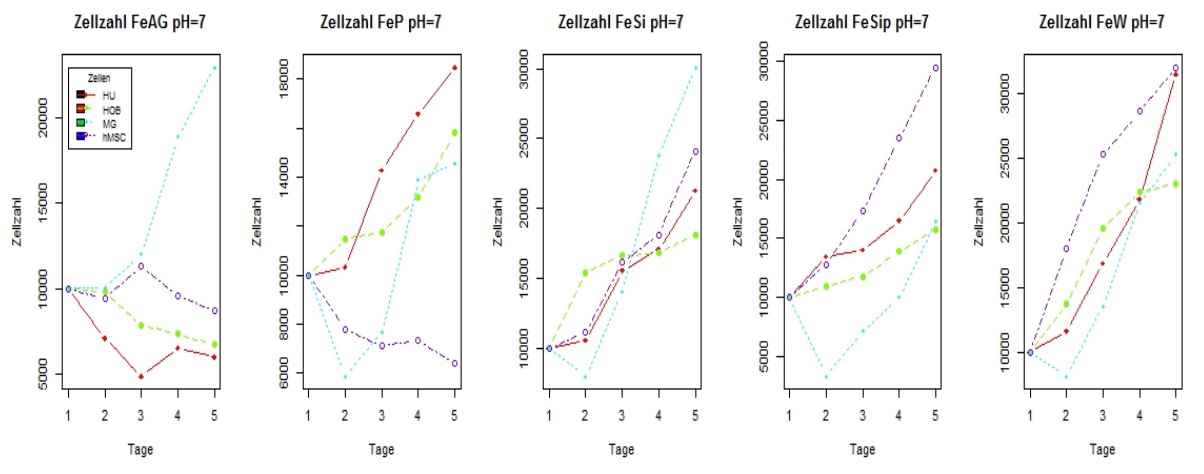 Zellzahl FeAG pH=7
Zellzahl
20000
15000
10000
5000
Zellen
HU
HOB
MG
hMSC
1 2 3 4 5
Tage
Zellzahl FeP pH=7
Zellzahl
18000
14000
10000
8000
6000
1 2 3 4 5
Tage
Zellzahl FeSi pH=7
Zellzahl
30000
25000
20000
15000
10000
1 2 3 4 5
Tage
Zellzahl FeSip pH=7
Zellzahl
30000
25000
20000
15000
10000
5000
1 2 3 4 5
Tage
Zellzahl FeW pH=7
Zellzahl
30000
25000
20000
15000
10000
1 2 3 4 5
Tage